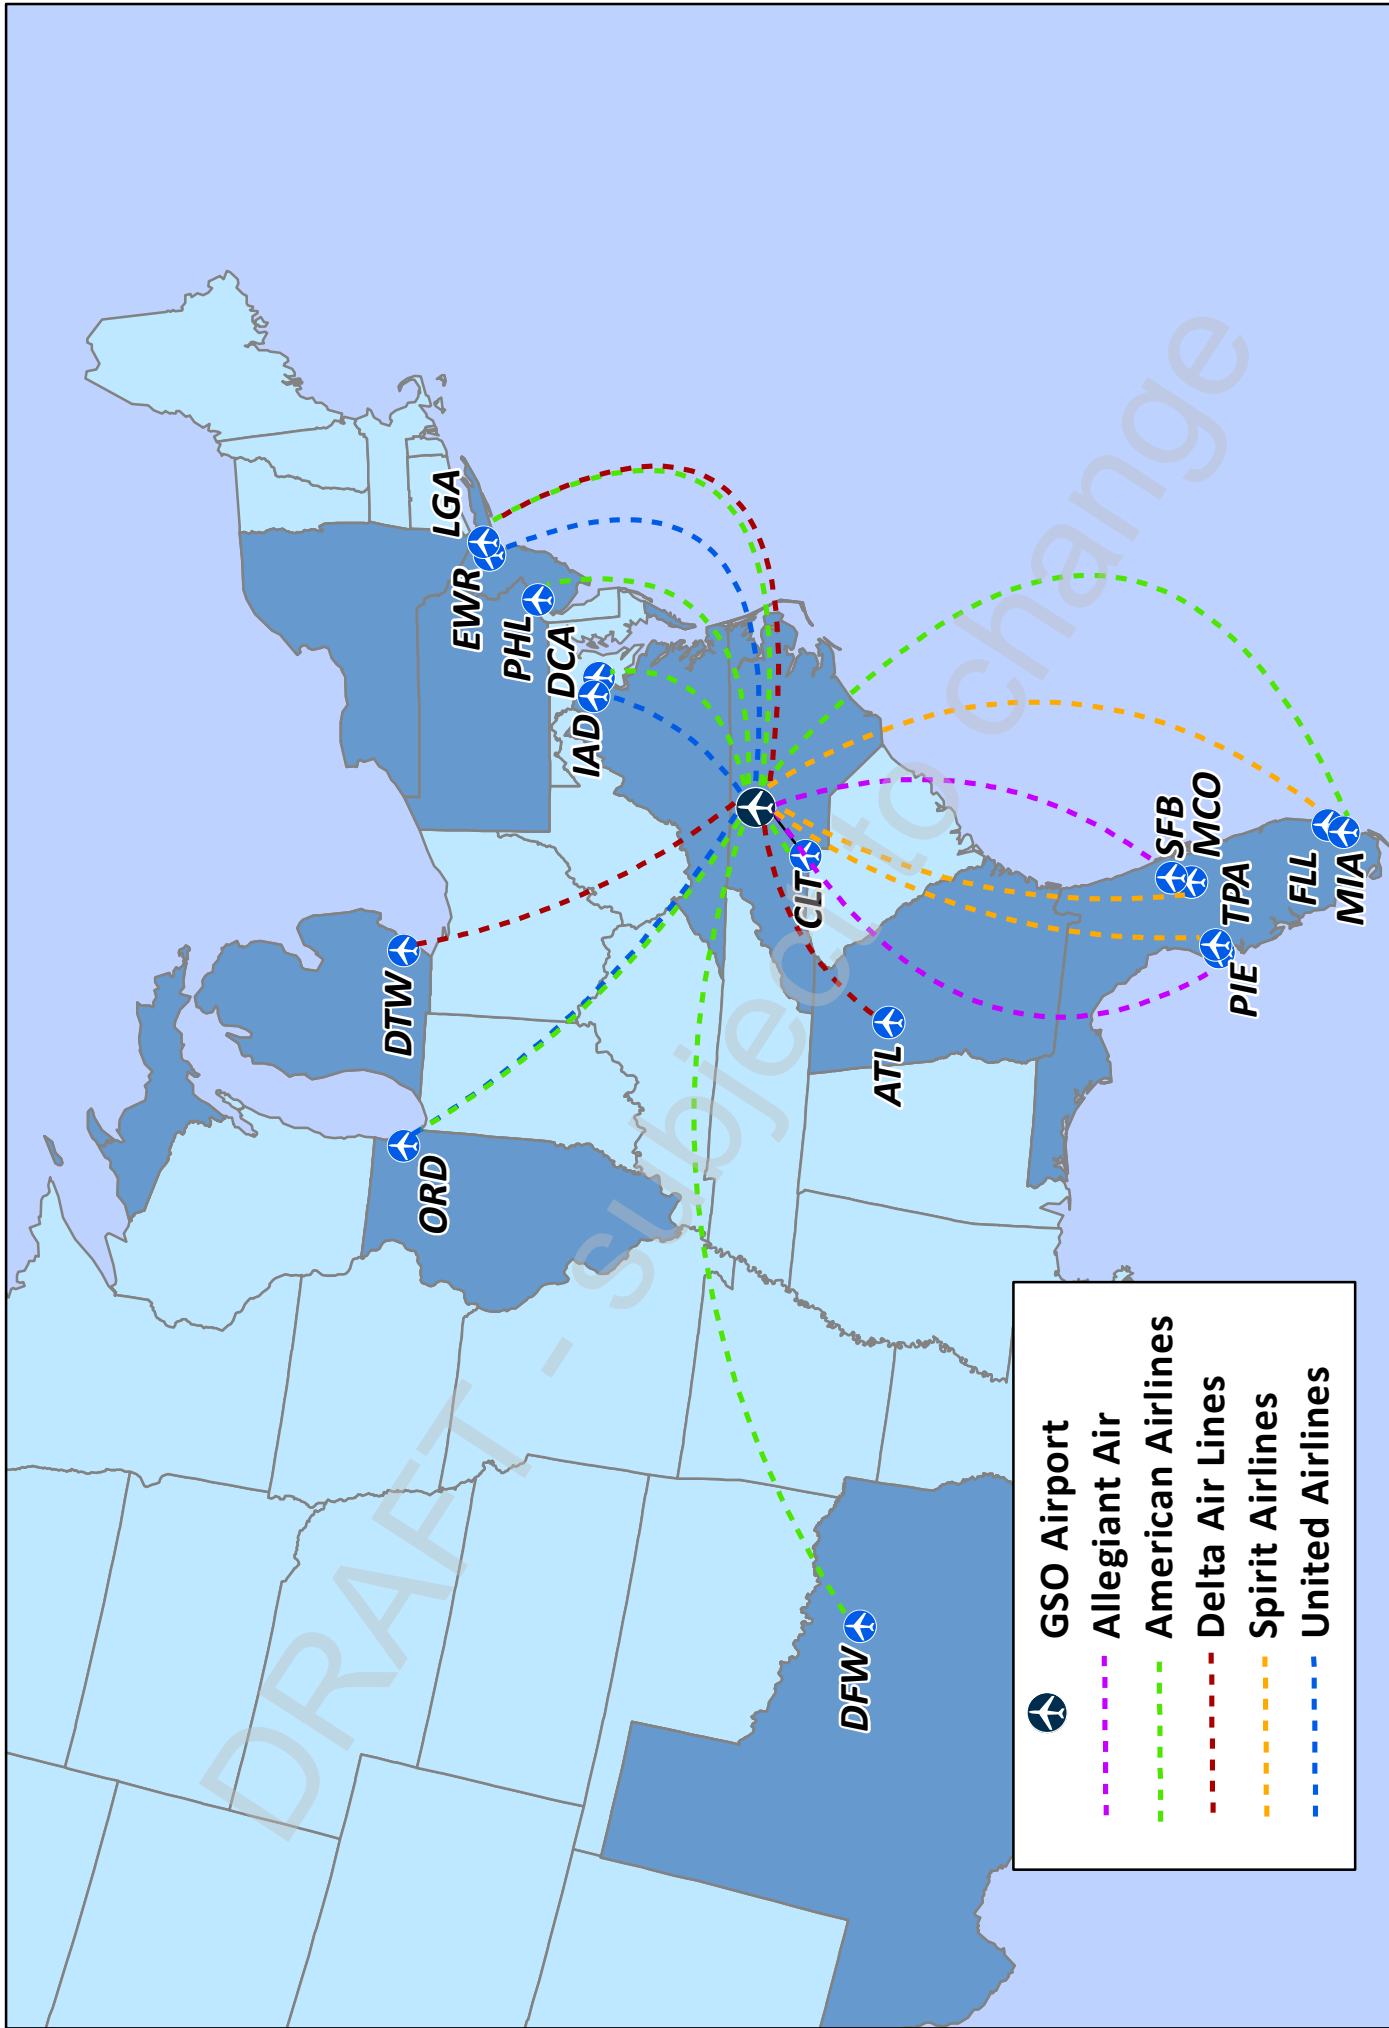 LGA
EWR
PHL
DCA
IAD
DTW
ORD
CLT
ATL
DFW
SFB
MCO
TPA
PIE
FLL
MIA
DRAFT - subject to change
GSO Airport
Allegiant Air
American Airlines
Delta Air Lines
Spirit Airlines
United Airlines